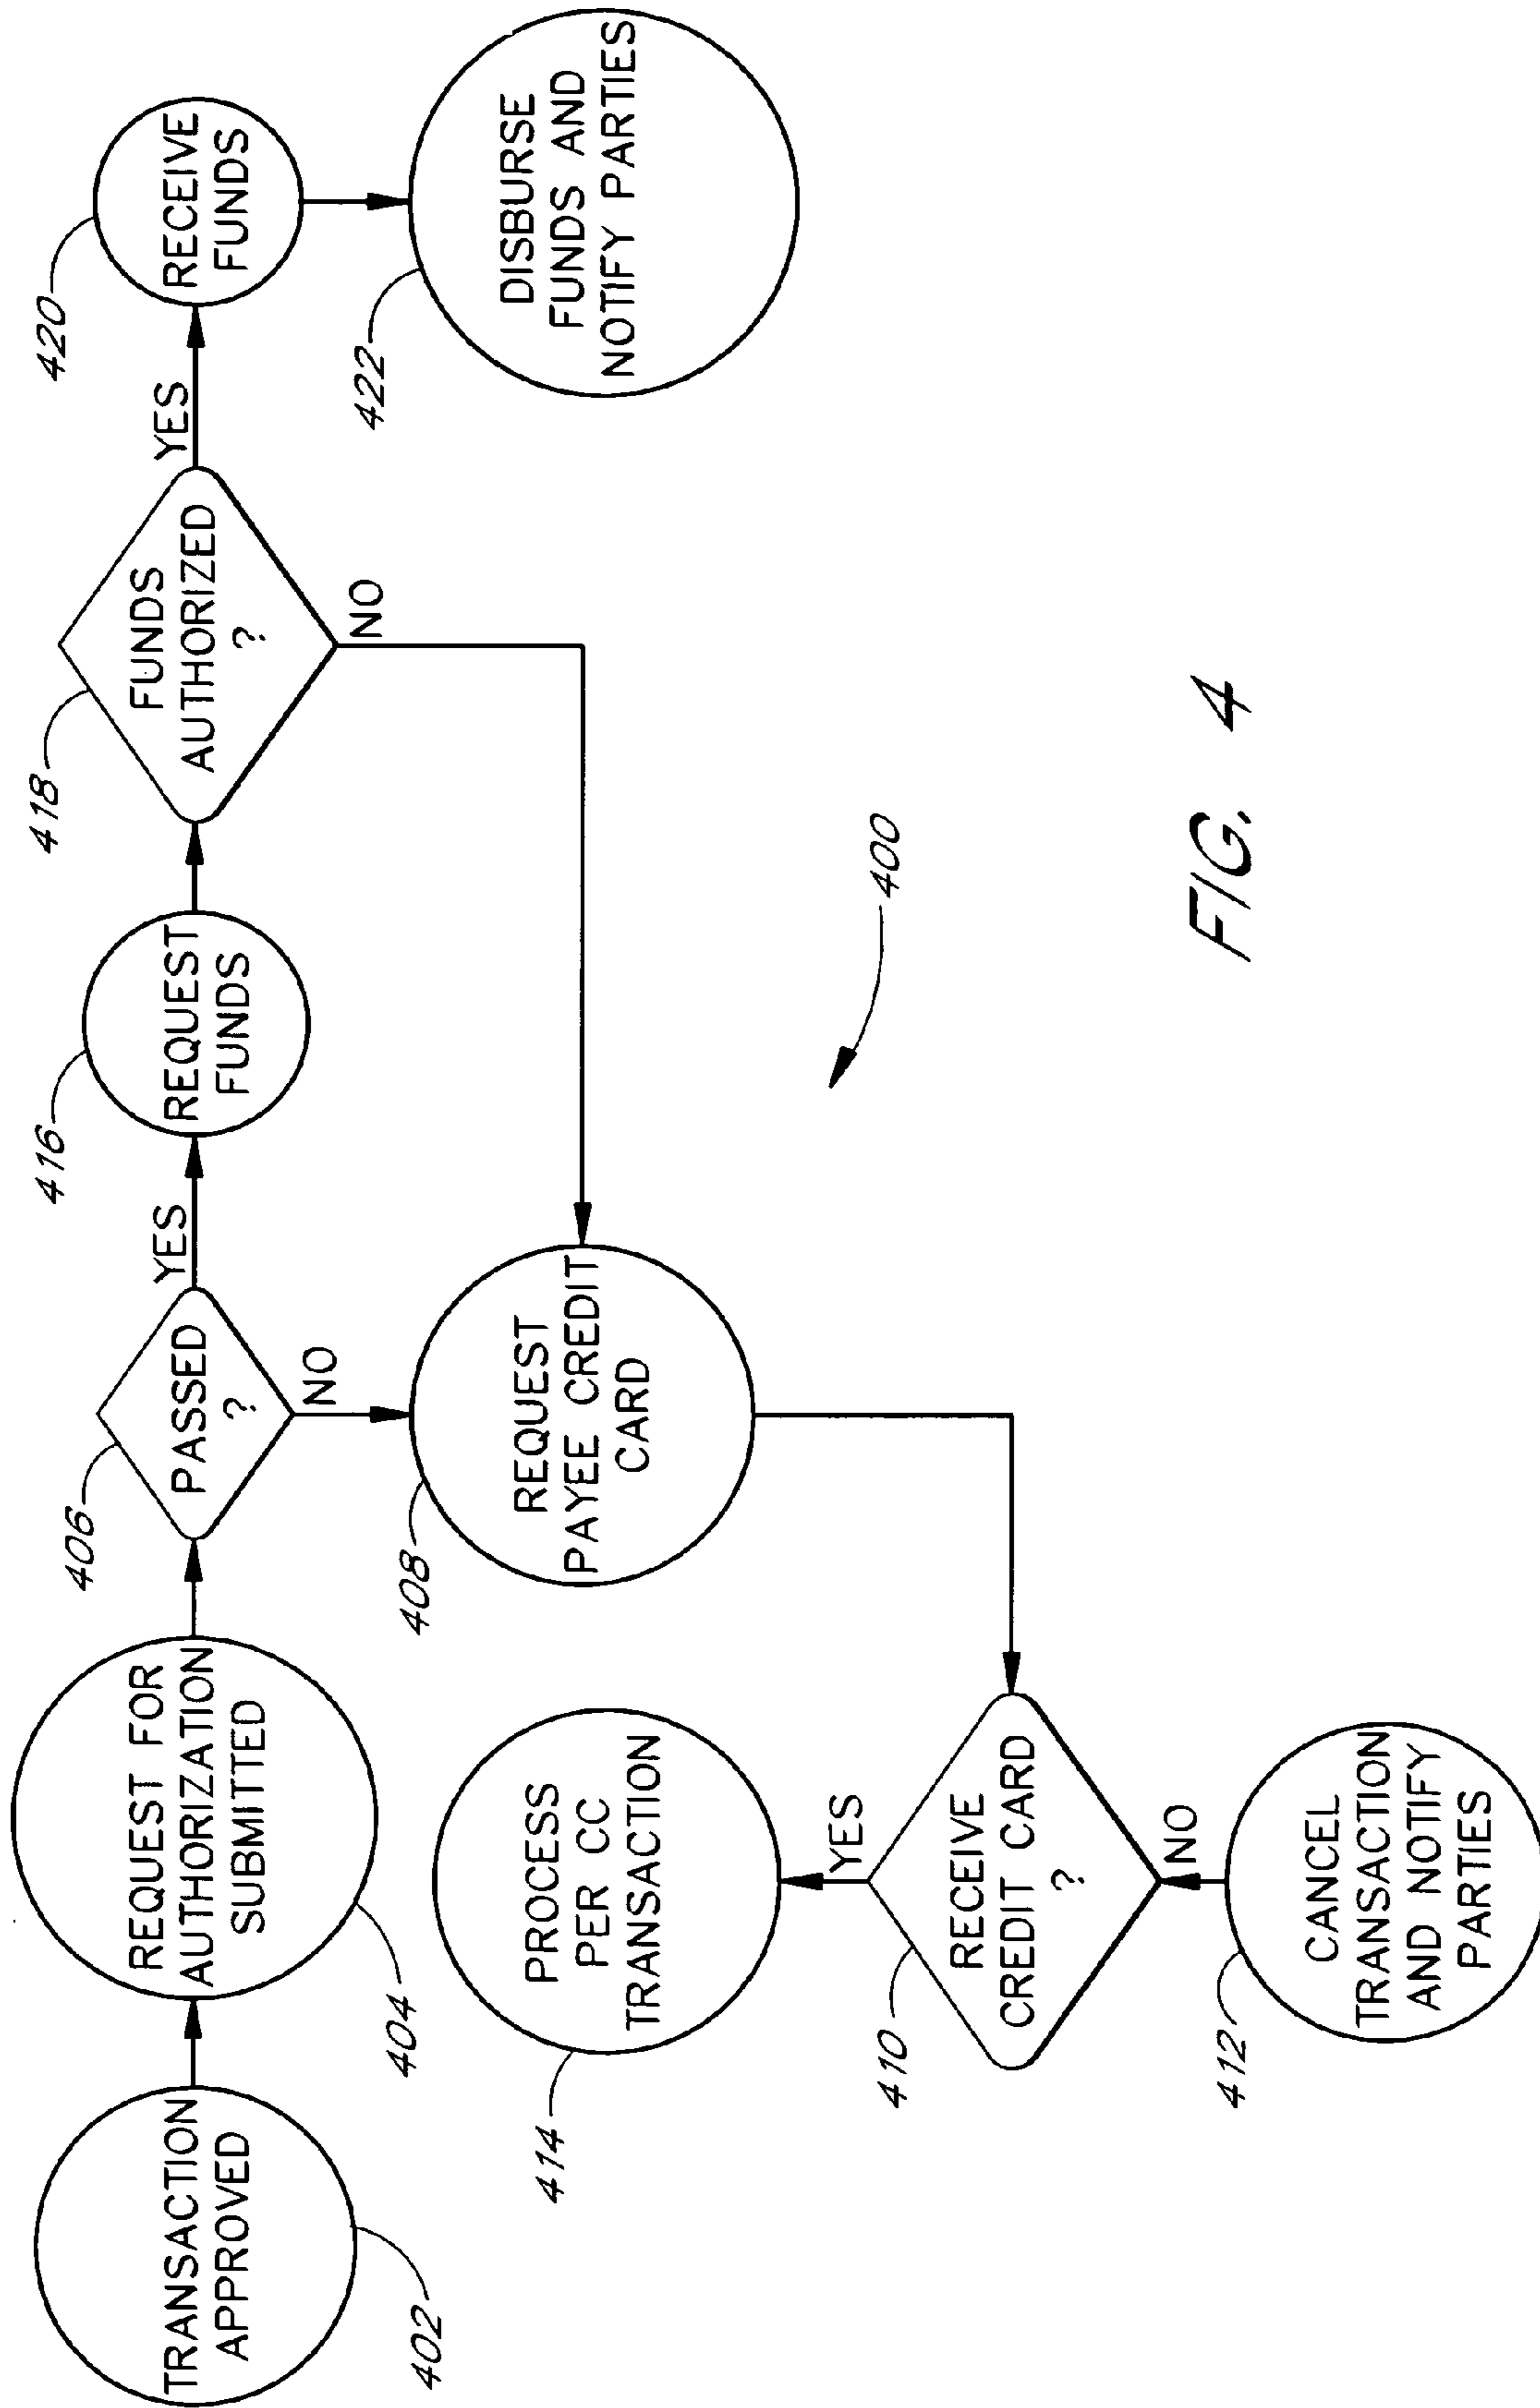 TRANSACTION
APPROVED
402
REQUEST FOR
AUTHORIZATION
SUBMITTED
404
PASSED
?
406
YES
NO
REQUEST
FUNDS
416
FUNDS
AUTHORIZED
?
418
YES
NO
RECEIVE
FUNDS
420
DISBURSE
FUNDS AND
NOTIFY PARTIES
422
REQUEST
PAYEE CREDIT
CARD
408
PROCESS
PER CC
TRANSACTION
414
YES
RECEIVE
CREDIT CARD
?
410
NO
CANCEL
TRANSACTION
AND NOTIFY
PARTIES
412
400
FIG. 4